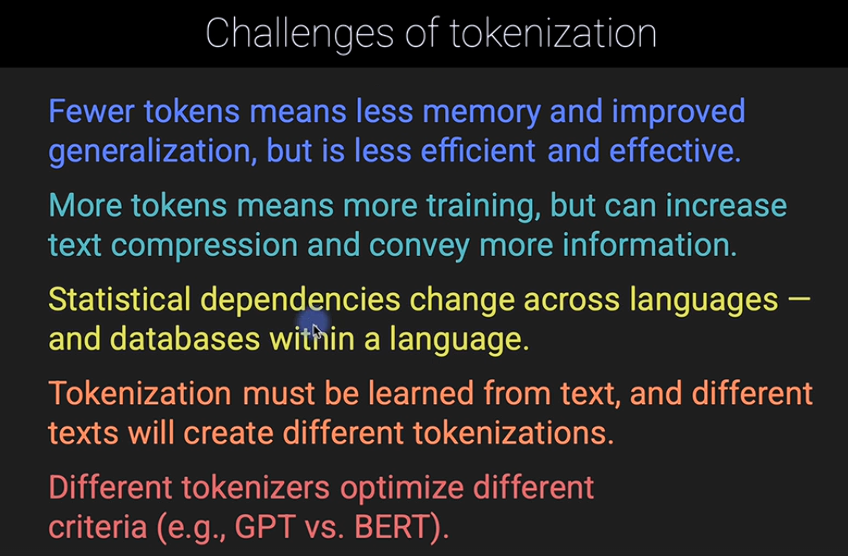 Challenges of tokenization
Fewer tokens means less memory and improved
generalization, but is less efficient and effective.
More tokens means more training, but can increase
text compression and convey more information.
Statistical dependencies change across languages —
and databases within a language.
Tokenization must be learned from text, and different
texts will create different tokenizations.
Different tokenizers optimize different
criteria (e.g., GPT vs. BERT).